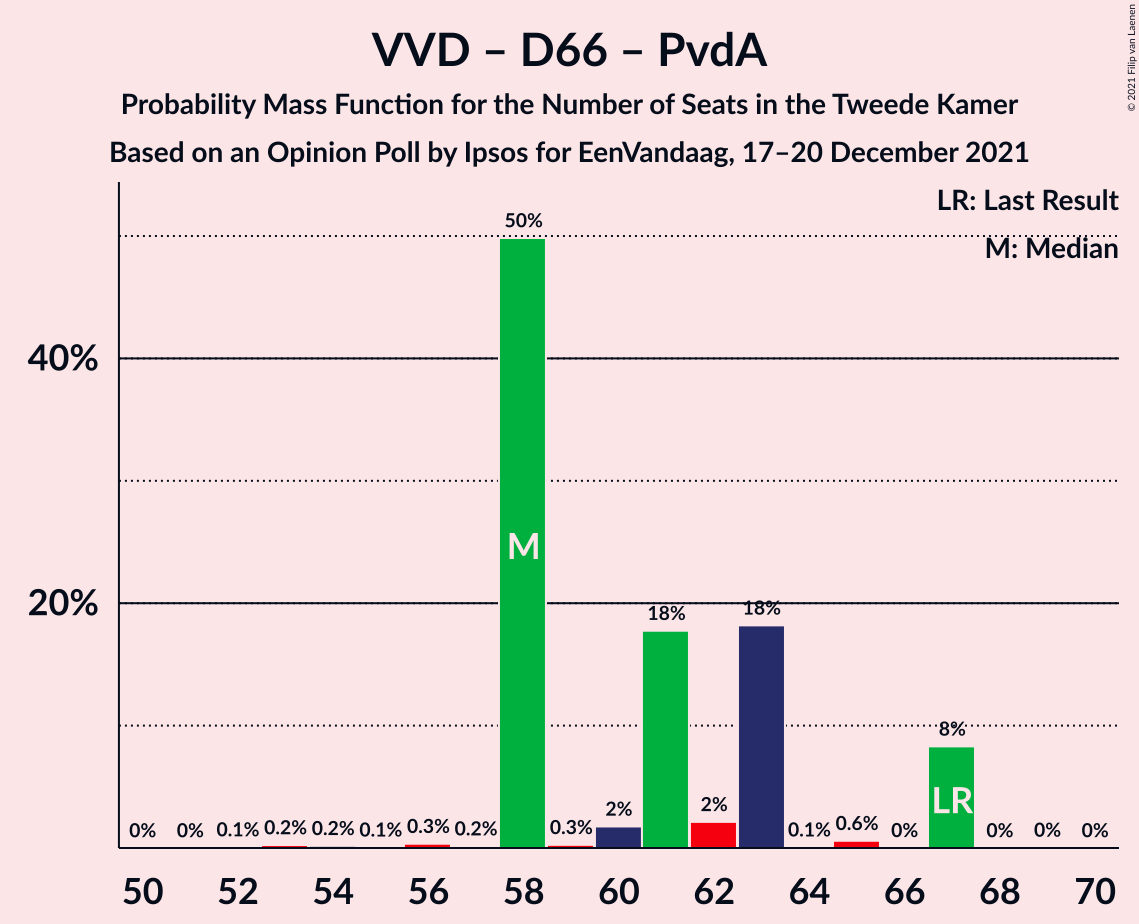 VVD – D66 – PvdA
Probability Mass Function for the Number of Seats in the Tweede Kamer
Based on an Opinion Poll by Ipsos for EenVandaag, 17–20 December 2021
© 2021 Filip van Laenen
LR: Last Result
M: Median
50%
40%
M
20%
18%
18%
8%
LR
2%
2%
0%
0%
0.1%
0.2%
0.2%
0.1%
0.3%
0.2%
0.3%
0.1%
0.6%
0%
0%
0%
0%
50 52 54 56 58 60 62 64 66 68 70